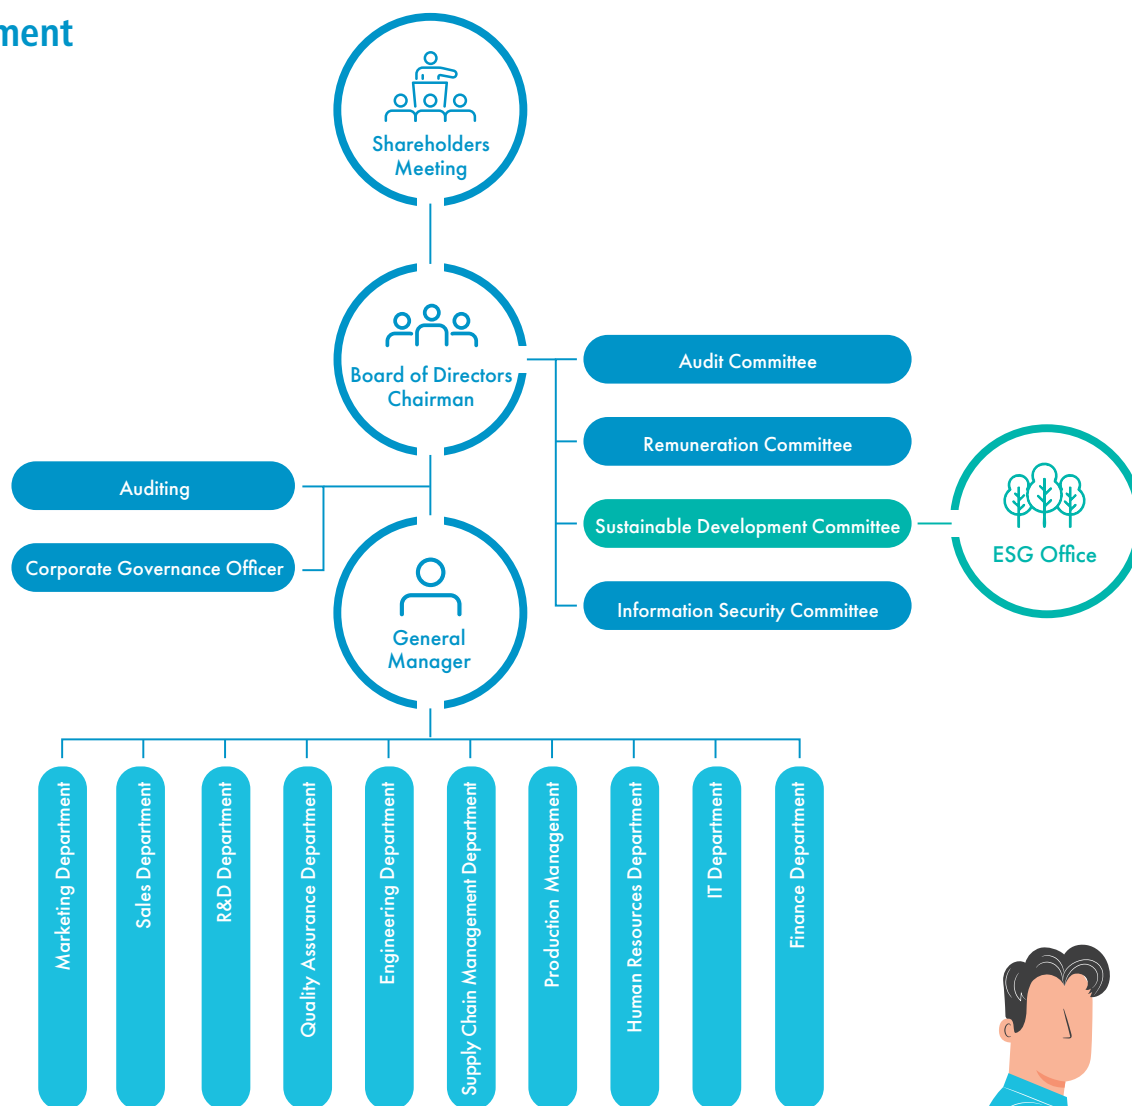 ment
Shareholders
Meeting
Board of Directors
Chairman
Audit Committee
Remuneration Committee
Sustainable Development Committee
Information Security Committee
ESG Office
Auditing
Corporate Governance Officer
General
Manager
Marketing Department
Sales Department
R&D Department
Quality Assurance Department
Engineering Department
Supply Chain Management Department
Production Management
Human Resources Department
IT Department
Finance Department